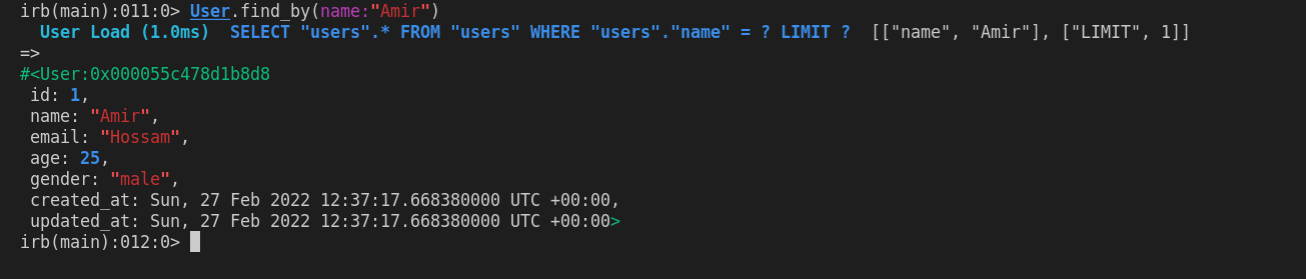 irb(main):011:0> User.find_by(name:"Amir")
User Load (1.0ms)  SELECT "users".* FROM "users" WHERE "users"."name" = ? LIMIT ?  [["name", "Amir"], ["LIMIT", 1]]
=>
#<User:0x000055c478d1b8d8
id: 1,
name: "Amir",
email: "Hossam",
age: 25,
gender: "male",
created_at: Sun, 27 Feb 2022 12:37:17.668380000 UTC +00:00,
updated_at: Sun, 27 Feb 2022 12:37:17.668380000 UTC +00:00>
irb(main):012:0>